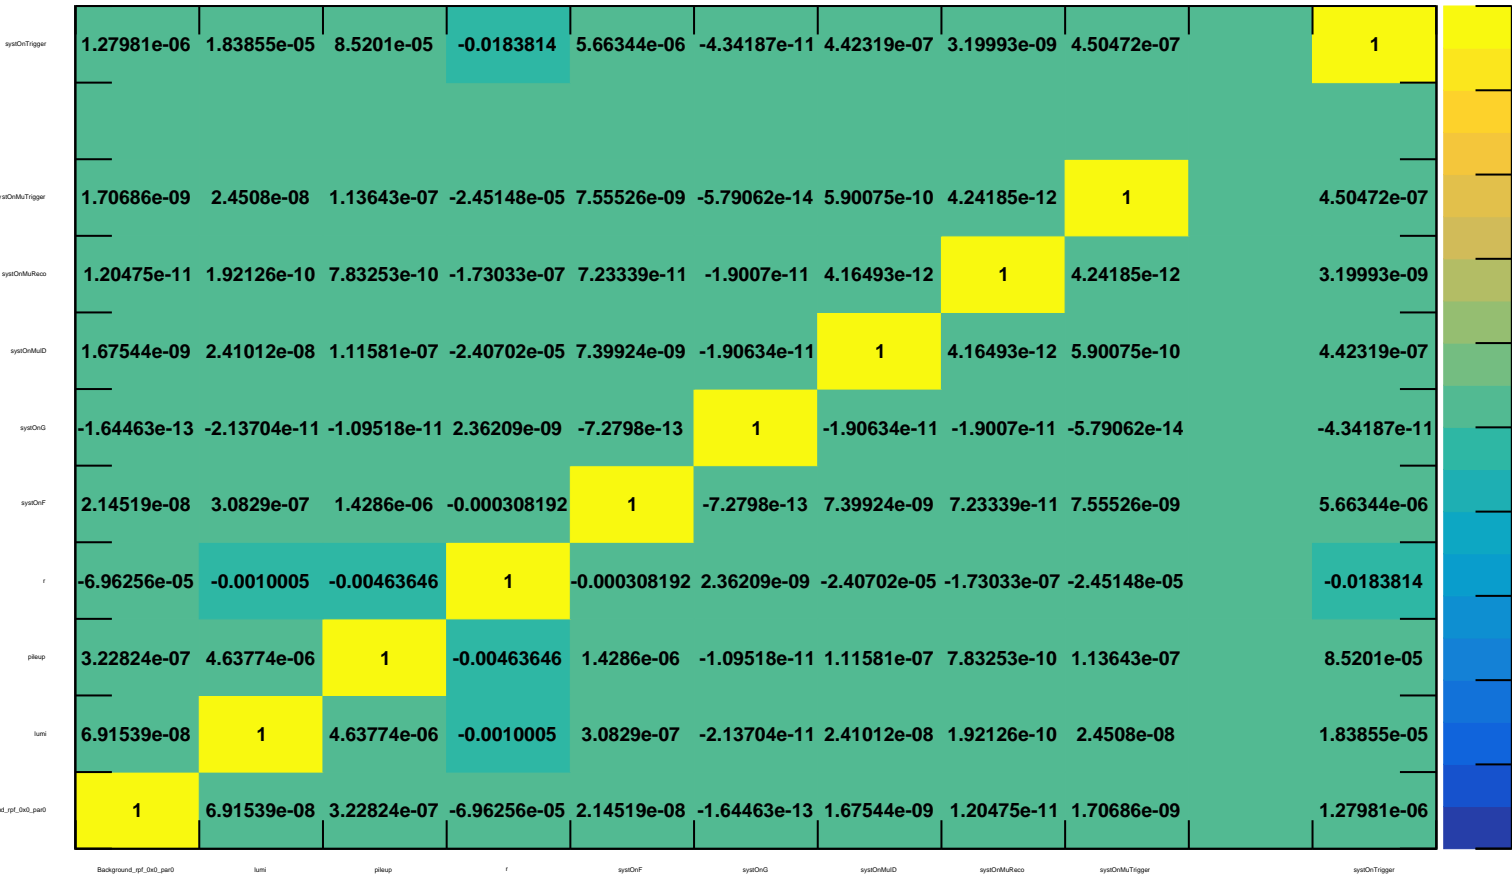 systOnTrigger 1.27981e-06 1.83855e-05 8.5201e-05 -0.0183814 5.66344e-06 -4.34187e-11 4.42319e-07 3.19993e-09 4.50472e-07 1
stOnMuTrigger 1.70686e-09 2.4508e-08 1.13643e-07 -2.45148e-05 7.55526e-09 -5.79062e-14 5.90075e-10 4.24185e-12 1 4.50472e-07
systOnMuReco 1.20475e-11 1.92126e-10 7.83253e-10 -1.73033e-07 7.23339e-11 -1.9007e-11 4.16493e-12 1 4.24185e-12 3.19993e-09
systOnMuID 1.67544e-09 2.41012e-08 1.11581e-07 -2.40702e-05 7.39924e-09 -1.90634e-11 1 4.16493e-12 5.90075e-10 4.42319e-07
systOnG -1.64463e-13 -2.13704e-11 -1.09518e-11 2.36209e-09 -7.2798e-13 1 -1.90634e-11 -1.9007e-11 -5.79062e-14 -4.34187e-11
systOnF 2.14519e-08 3.0829e-07 1.4286e-06 -0.000308192 1 -7.2798e-13 7.39924e-09 7.23339e-11 7.55526e-09 5.66344e-06
r -6.96256e-05 -0.0010005 -0.00463646 1 -0.000308192 2.36209e-09 -2.40702e-05 -1.73033e-07 -2.45148e-05 -0.0183814
pileup 3.22824e-07 4.63774e-06 1 -0.00463646 1.4286e-06 -1.09518e-11 1.11581e-07 7.83253e-10 1.13643e-07 8.5201e-05
lumi 6.91539e-08 1 4.63774e-06 -0.0010005 3.0829e-07 -2.13704e-11 2.41012e-08 1.92126e-10 2.4508e-08 1.83855e-05
d_rpf_0x0_par0 1 6.91539e-08 3.22824e-07 -6.96256e-05 2.14519e-08 -1.64463e-13 1.67544e-09 1.20475e-11 1.70686e-09 1.27981e-06
Background_rpf_0x0_par0 lumi pileup r systOnF systOnG systOnMuID systOnMuReco systOnMuTrigger systOnTrigger